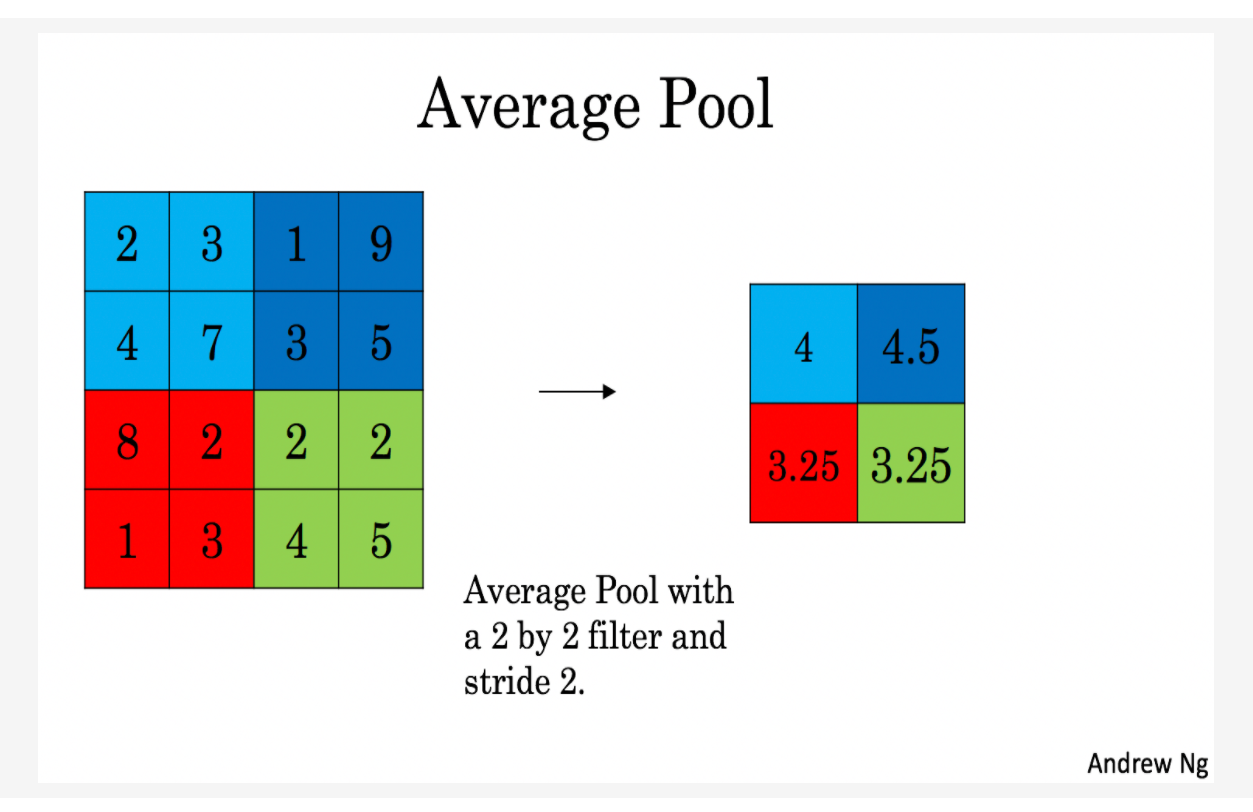 Average Pool
2 3 1 9
4 7 3 5
8 2 2 2
1 3 4 5
4 4.5
3.25 3.25
Average Pool with
a 2 by 2 filter and
stride 2.
Andrew Ng